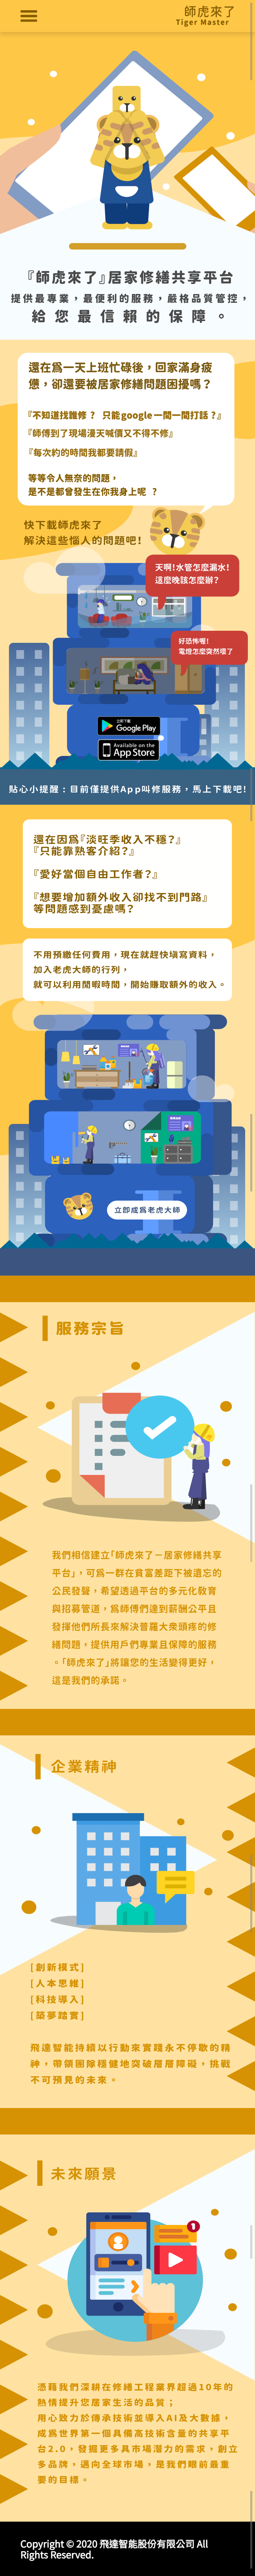 師虎來了
Tiger Master
『師虎來了』居家修繕共享平台
提供最專業，最便利的服務，嚴格品質管控，
給您最信賴的保障。
還在為一天上班忙碌後，回家滿身疲
憊，卻還要被居家修繕問題困擾嗎？
『不知道找誰修？ 只能google一間一間打話？』
『師傅到了現場漫天喊價又不得不修』
『每次約的時間我都要請假』
等等令人無奈的問題，
是不是都曾發生在你我身上呢 ？
快下載師虎來了
解決這些惱人的問題吧！
天啊！水管怎麼漏水！
這麼晚該怎麼辦？
好恐怖喔！
電燈怎麼突然壞了
立即下載
Google Play
Available on the
App Store
貼心小提醒：目前僅提供App叫修服務，馬上下載吧！
還在因為『淡旺季收入不穩？』
『只能靠熟客介紹？』
『愛好當個自由工作者？』
『想要增加額外收入卻找不到門路』
等問題感到憂慮嗎？
不用預繳任何費用，現在就趕快填寫資料，
加入老虎大師的行列，
就可以利用閒暇時間，開始賺取額外的收入。
立即成為老虎大師
服務宗旨
我們相信建立「師虎來了－居家修繕共享
平台」，可為一群在貧富差距下被遺忘的
公民發聲，希望透過平台的多元化教育
與招募管道，為師傅們達到薪酬公平且
發揮他們所長來解決普羅大衆頭疼的修
繕問題，提供用戶們專業且保障的服務
。「師虎來了」將讓您的生活變得更好，
這是我們的承諾。
企業精神
[創新模式]
[人本思維]
[科技導入]
[築夢踏實]
飛達智能持續以行動來實踐永不停歇的精
神，帶領團隊穩健地突破層層障礙，挑戰
不可預見的未來。
未來願景
憑藉我們深耕在修繕工程業界超過10年的
熱情提升您居家生活的品質；
用心致力於傳承技術並導入AI及大數據，
成為世界第一個具備高技術含量的共享平
台2.0，發掘更多具市場潛力的需求，創立
多品牌，邁向全球市場，是我們眼前最重
要的目標。
Copyright © 2020 飛達智能股份有限公司 All
Rights Reserved.